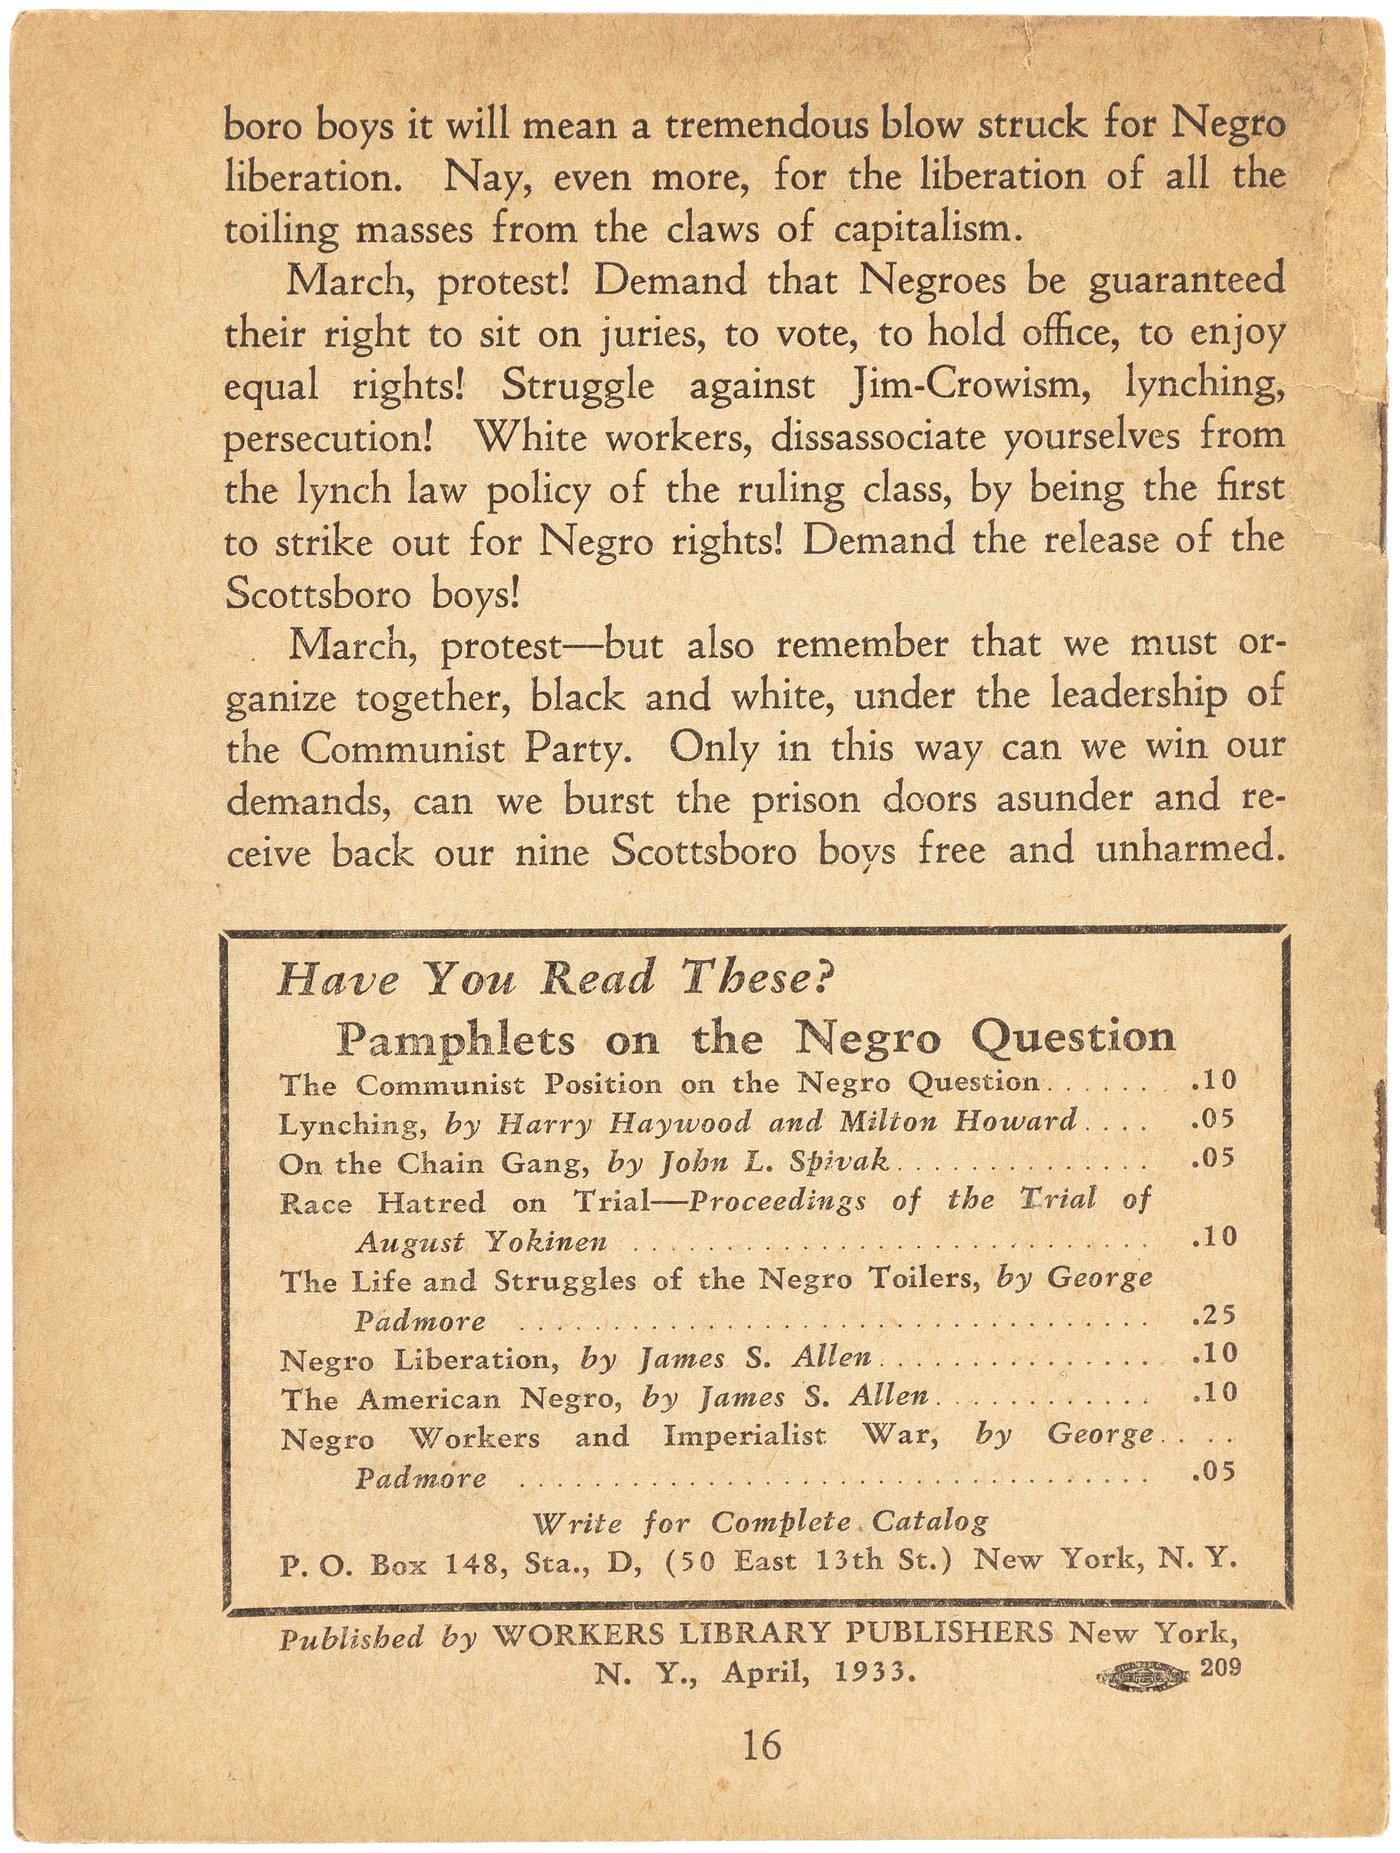 boro boys it will mean a tremendous blow struck for Negro
liberation. Nay, even more, for the liberation of all the
toiling masses from the claws of capitalism.
March, protest! Demand that Negroes be guaranteed
their right to sit on juries, to vote, to hold office, to enjoy
equal rights! Struggle against Jim-Crowism, lynching,
persecution! White workers, dissassociate yourselves from
the lynch law policy of the ruling class, by being the first
to strike out for Negro rights! Demand the release of the
Scottsboro boys!
March, protest—but also remember that we must or-
ganize together, black and white, under the leadership of
the Communist Party. Only in this way can we win our
demands, can we burst the prison doors asunder and re-
ceive back our nine Scottsboro boys free and unharmed.
Have You Read These?
Pamphlets on the Negro Question
The Communist Position on the Negro Question...... .10
Lynching, by Harry Haywood and Milton Howard.... .05
On the Chain Gang, by John L. Spivak.............. .05
Race Hatred on Trial—Proceedings of the Trial of
August Yokinen ............................ .10
The Life and Struggles of the Negro Toilers, by George
Padmore .................................. .25
Negro Liberation, by James S. Allen............... .10
The American Negro, by James S. Allen............ .10
Negro Workers and Imperialist War, by George....
Padmore .................................. .05
Write for Complete Catalog
P. O. Box 148, Sta., D, (50 East 13th St.) New York, N. Y.
Published by WORKERS LIBRARY PUBLISHERS New York,
N. Y., April, 1933. 209
16